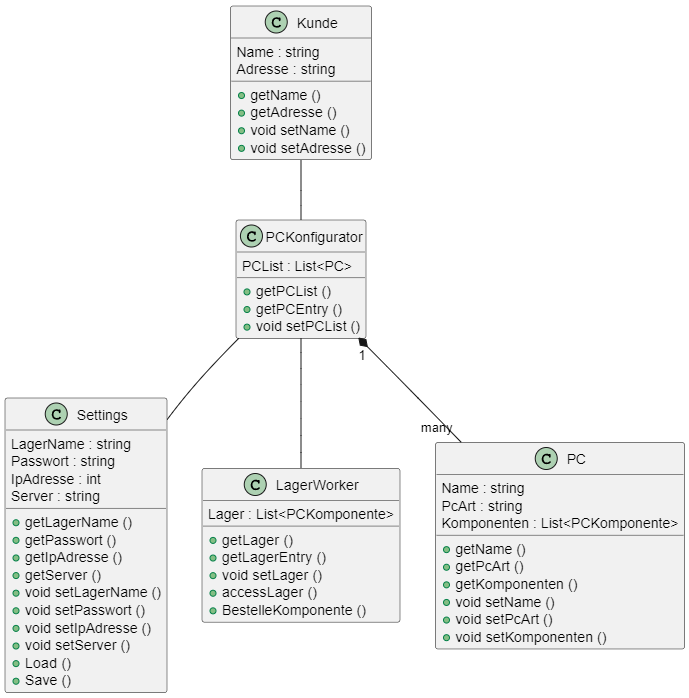 C Kunde
Name : string
Adresse : string
getName ()
getAdresse ()
void setName ()
void setAdresse ()
C PCKonfigurator
PCList : List<PC>
getPCList ()
getPCEntry ()
void setPCList ()
1
many
C Settings
LagerName : string
Passwort : string
IpAdresse : int
Server : string
getLagerName ()
getPasswort ()
getIpAdresse ()
getServer ()
void setLagerName ()
void setPasswort ()
void setIpAdresse ()
void setServer ()
Load ()
Save ()
C LagerWorker
Lager : List<PCKomponente>
getLager ()
getLagerEntry ()
void setLager ()
accessLager ()
BestelleKomponente ()
C PC
Name : string
PcArt : string
Komponenten : List<PCKomponente>
getName ()
getPcArt ()
getKomponenten ()
void setName ()
void setPcArt ()
void setKomponenten ()